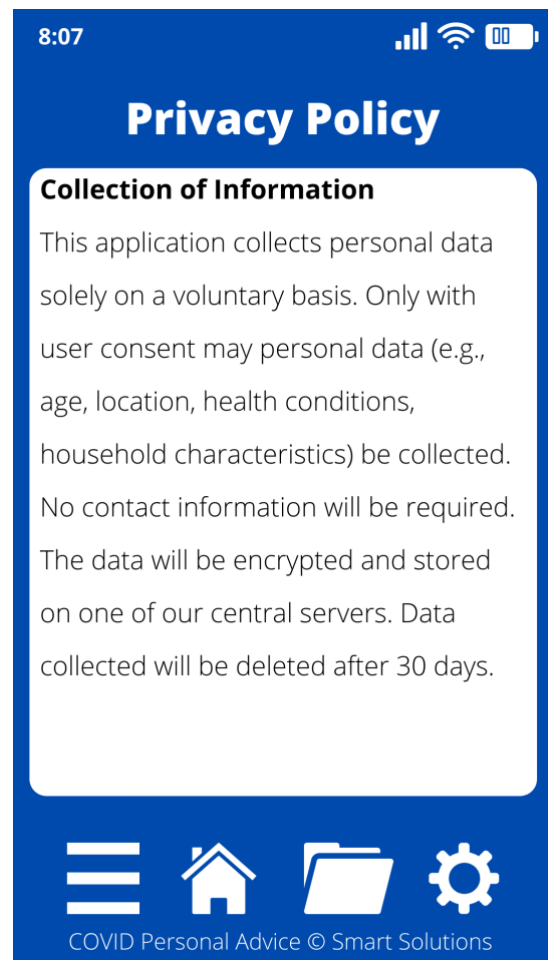 8:07
Privacy Policy
Collection of Information
This application collects personal data
solely on a voluntary basis. Only with
user consent may personal data (e.g.,
age, location, health conditions,
household characteristics) be collected.
No contact information will be required.
The data will be encrypted and stored
on one of our central servers. Data
collected will be deleted after 30 days.
COVID Personal Advice © Smart Solutions